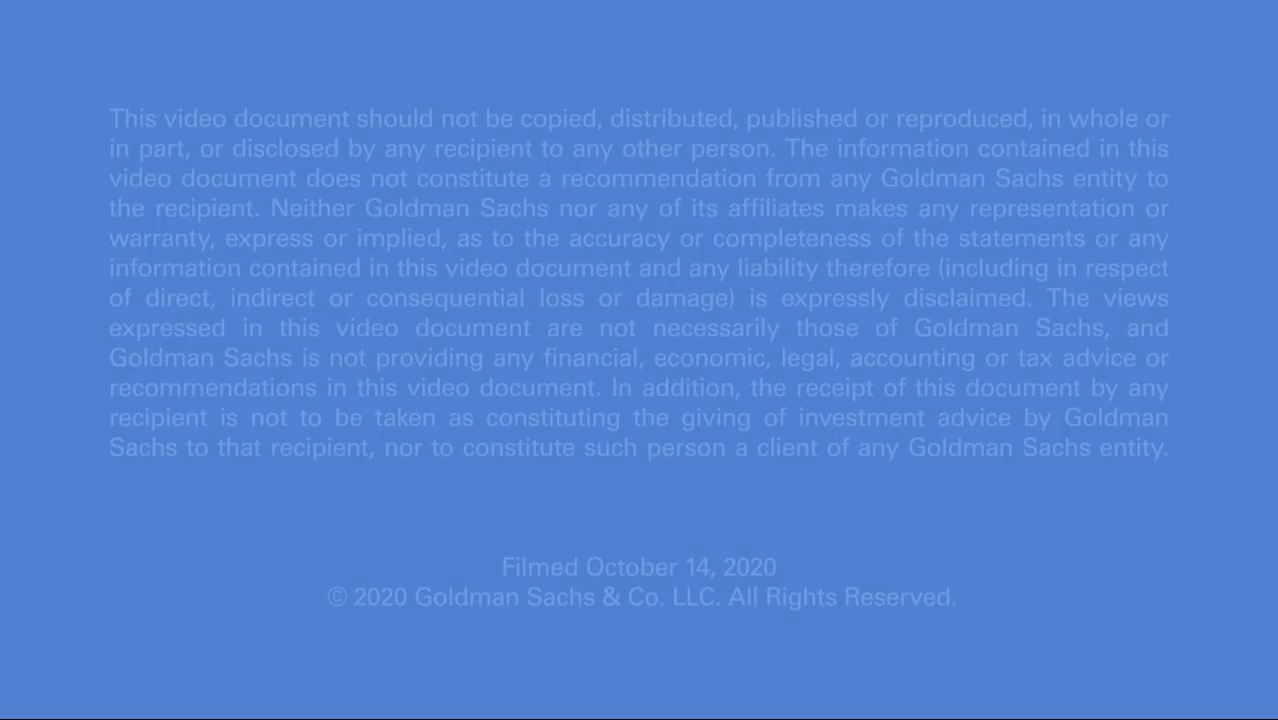 This video document should not be copied, distributed, published or reproduced, in whole or
in part, or disclosed by any recipient to any other person. The information contained in this
video document does not constitute a recommendation from any Goldman Sachs entity to
the recipient. Neither Goldman Sachs nor any of its affiliates makes any representation or
warranty, express or implied, as to the accuracy or completeness of the statements or any
information contained in this video document and any liability therefore (including in respect
of direct, indirect or consequential loss or damage) is expressly disclaimed. The views
expressed in this video document are not necessarily those of Goldman Sachs, and
Goldman Sachs is not providing any financial, economic, legal, accounting or tax advice or
recommendations in this video document. In addition, the receipt of this document by any
recipient is not to be taken as constituting the giving of investment advice by Goldman
Sachs to that recipient, nor to constitute such person a client of any Goldman Sachs entity.
Filmed October 14, 2020
© 2020 Goldman Sachs & Co. LLC. All Rights Reserved.